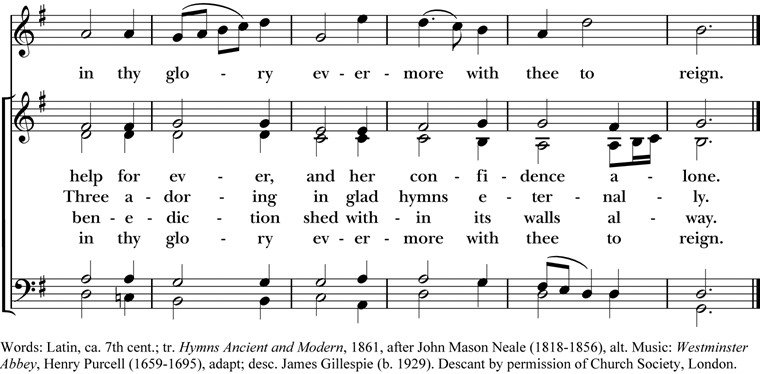 in thy glo - ry ev - er - more with thee to reign.
help for ev - er, and her con - fi - dence a - lone.
Three a - dor - ing in glad hymns e - ter - nal - ly.
ben - e - dic - tion shed with - in its walls al - way.
in thy glo - ry ev - er - more with thee to reign.
Words: Latin, ca. 7th cent.; tr. Hymns Ancient and Modern, 1861, after John Mason Neale (1818-1856), alt. Music: Westminster
Abbey, Henry Purcell (1659-1695), adapt; desc. James Gillespie (b. 1929). Descant by permission of Church Society, London.